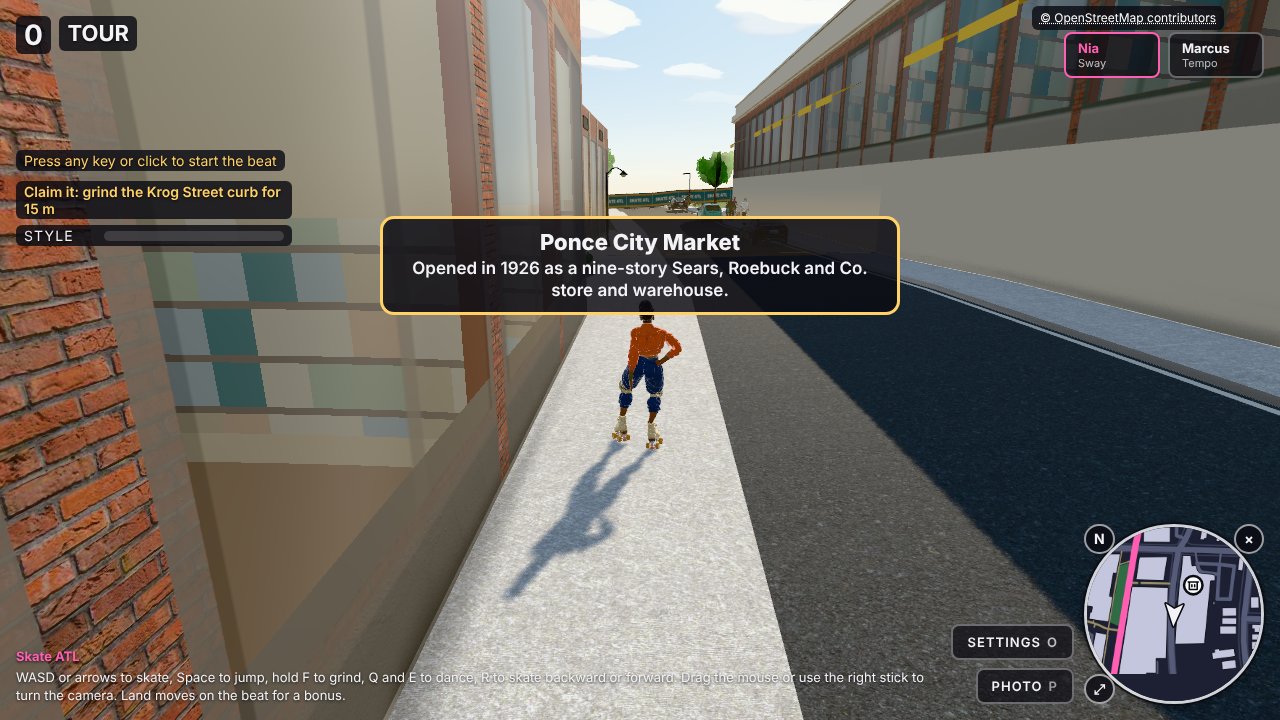 0 TOUR
© OpenStreetMap contributors
Nia
Sway
Marcus
Tempo
Press any key or click to start the beat
Claim it: grind the Krog Street curb for
15 m
STYLE
Ponce City Market
Opened in 1926 as a nine-story Sears, Roebuck and Co.
store and warehouse.
N
×
SETTINGS O
PHOTO P
Skate ATL
WASD or arrows to skate, Space to jump, hold F to grind, Q and E to dance, R to skate backward or forward. Drag the mouse or use the right stick to
turn the camera. Land moves on the beat for a bonus.